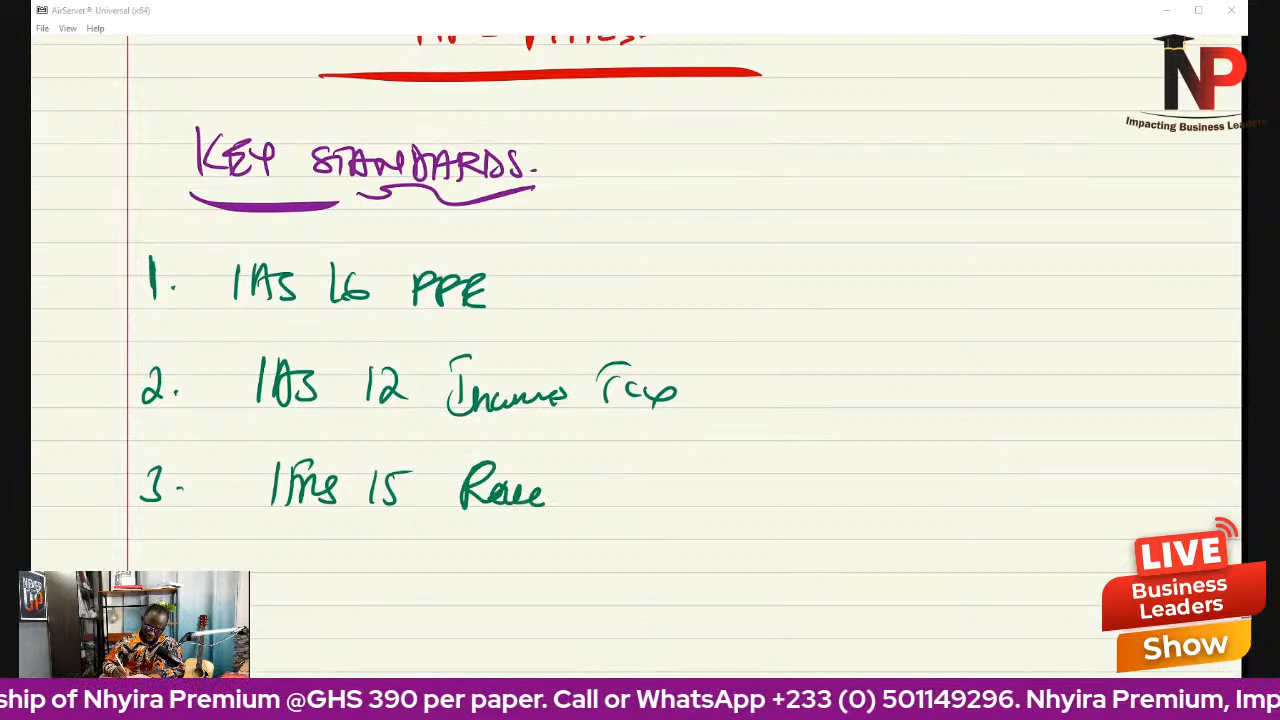 AirServer® Universal (x64)
File View Help
NP
Impacting Business Leaders
KEY STANDARDS.
1. IAS 16 PPE
2. IAS 12 Income Tax
3. IFRS 15 Reve
LIVE
Business
Leaders
Show
ship of Nhyira Premium @GHS 390 per paper. Call or WhatsApp +233 (0) 501149296. Nhyira Premium, Imp